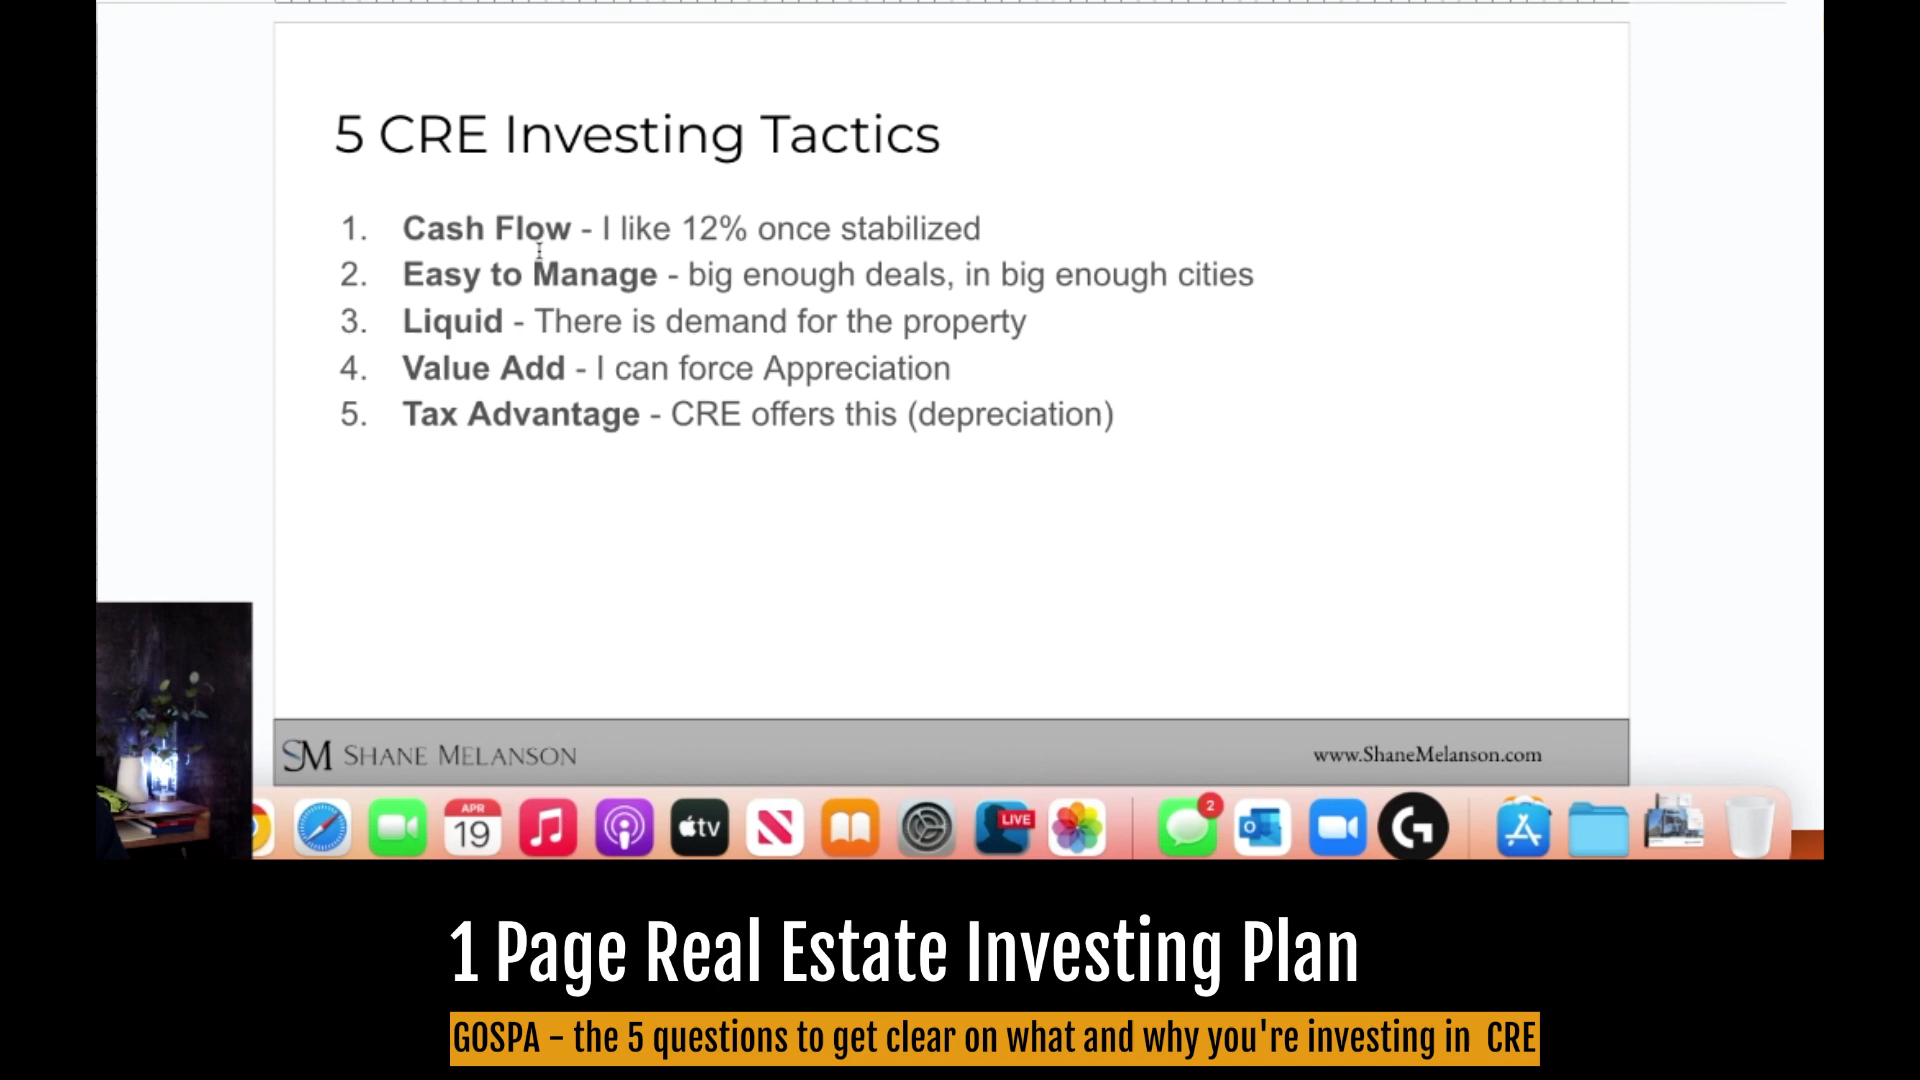 5 CRE Investing Tactics
1. Cash Flow - I like 12% once stabilized
2. Easy to Manage - big enough deals, in big enough cities
3. Liquid - There is demand for the property
4. Value Add - I can force Appreciation
5. Tax Advantage - CRE offers this (depreciation)
SM SHANE MELANSON
www.ShaneMelanson.com
APR
19
tv
LIVE
2
1 Page Real Estate Investing Plan
GOSPA - the 5 questions to get clear on what and why you're investing in CRE